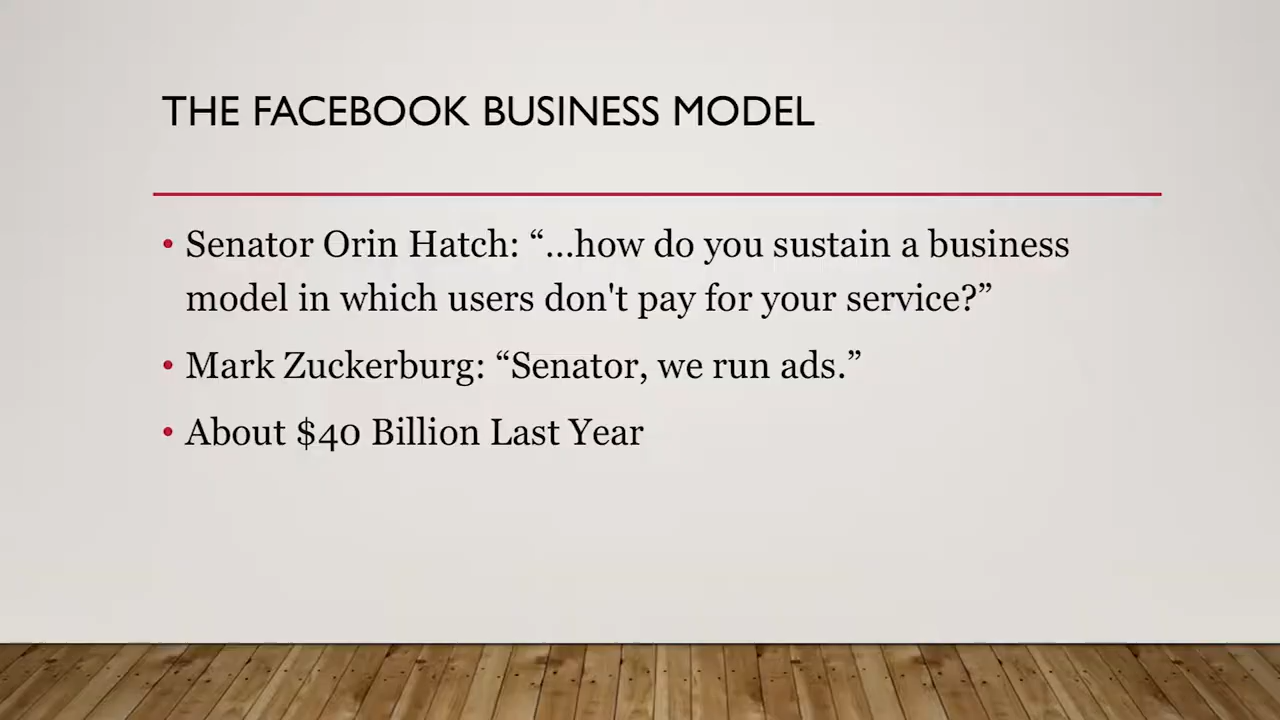 THE FACEBOOK BUSINESS MODEL
• Senator Orin Hatch: “…how do you sustain a business
model in which users don't pay for your service?”
• Mark Zuckerburg: “Senator, we run ads.”
• About $40 Billion Last Year